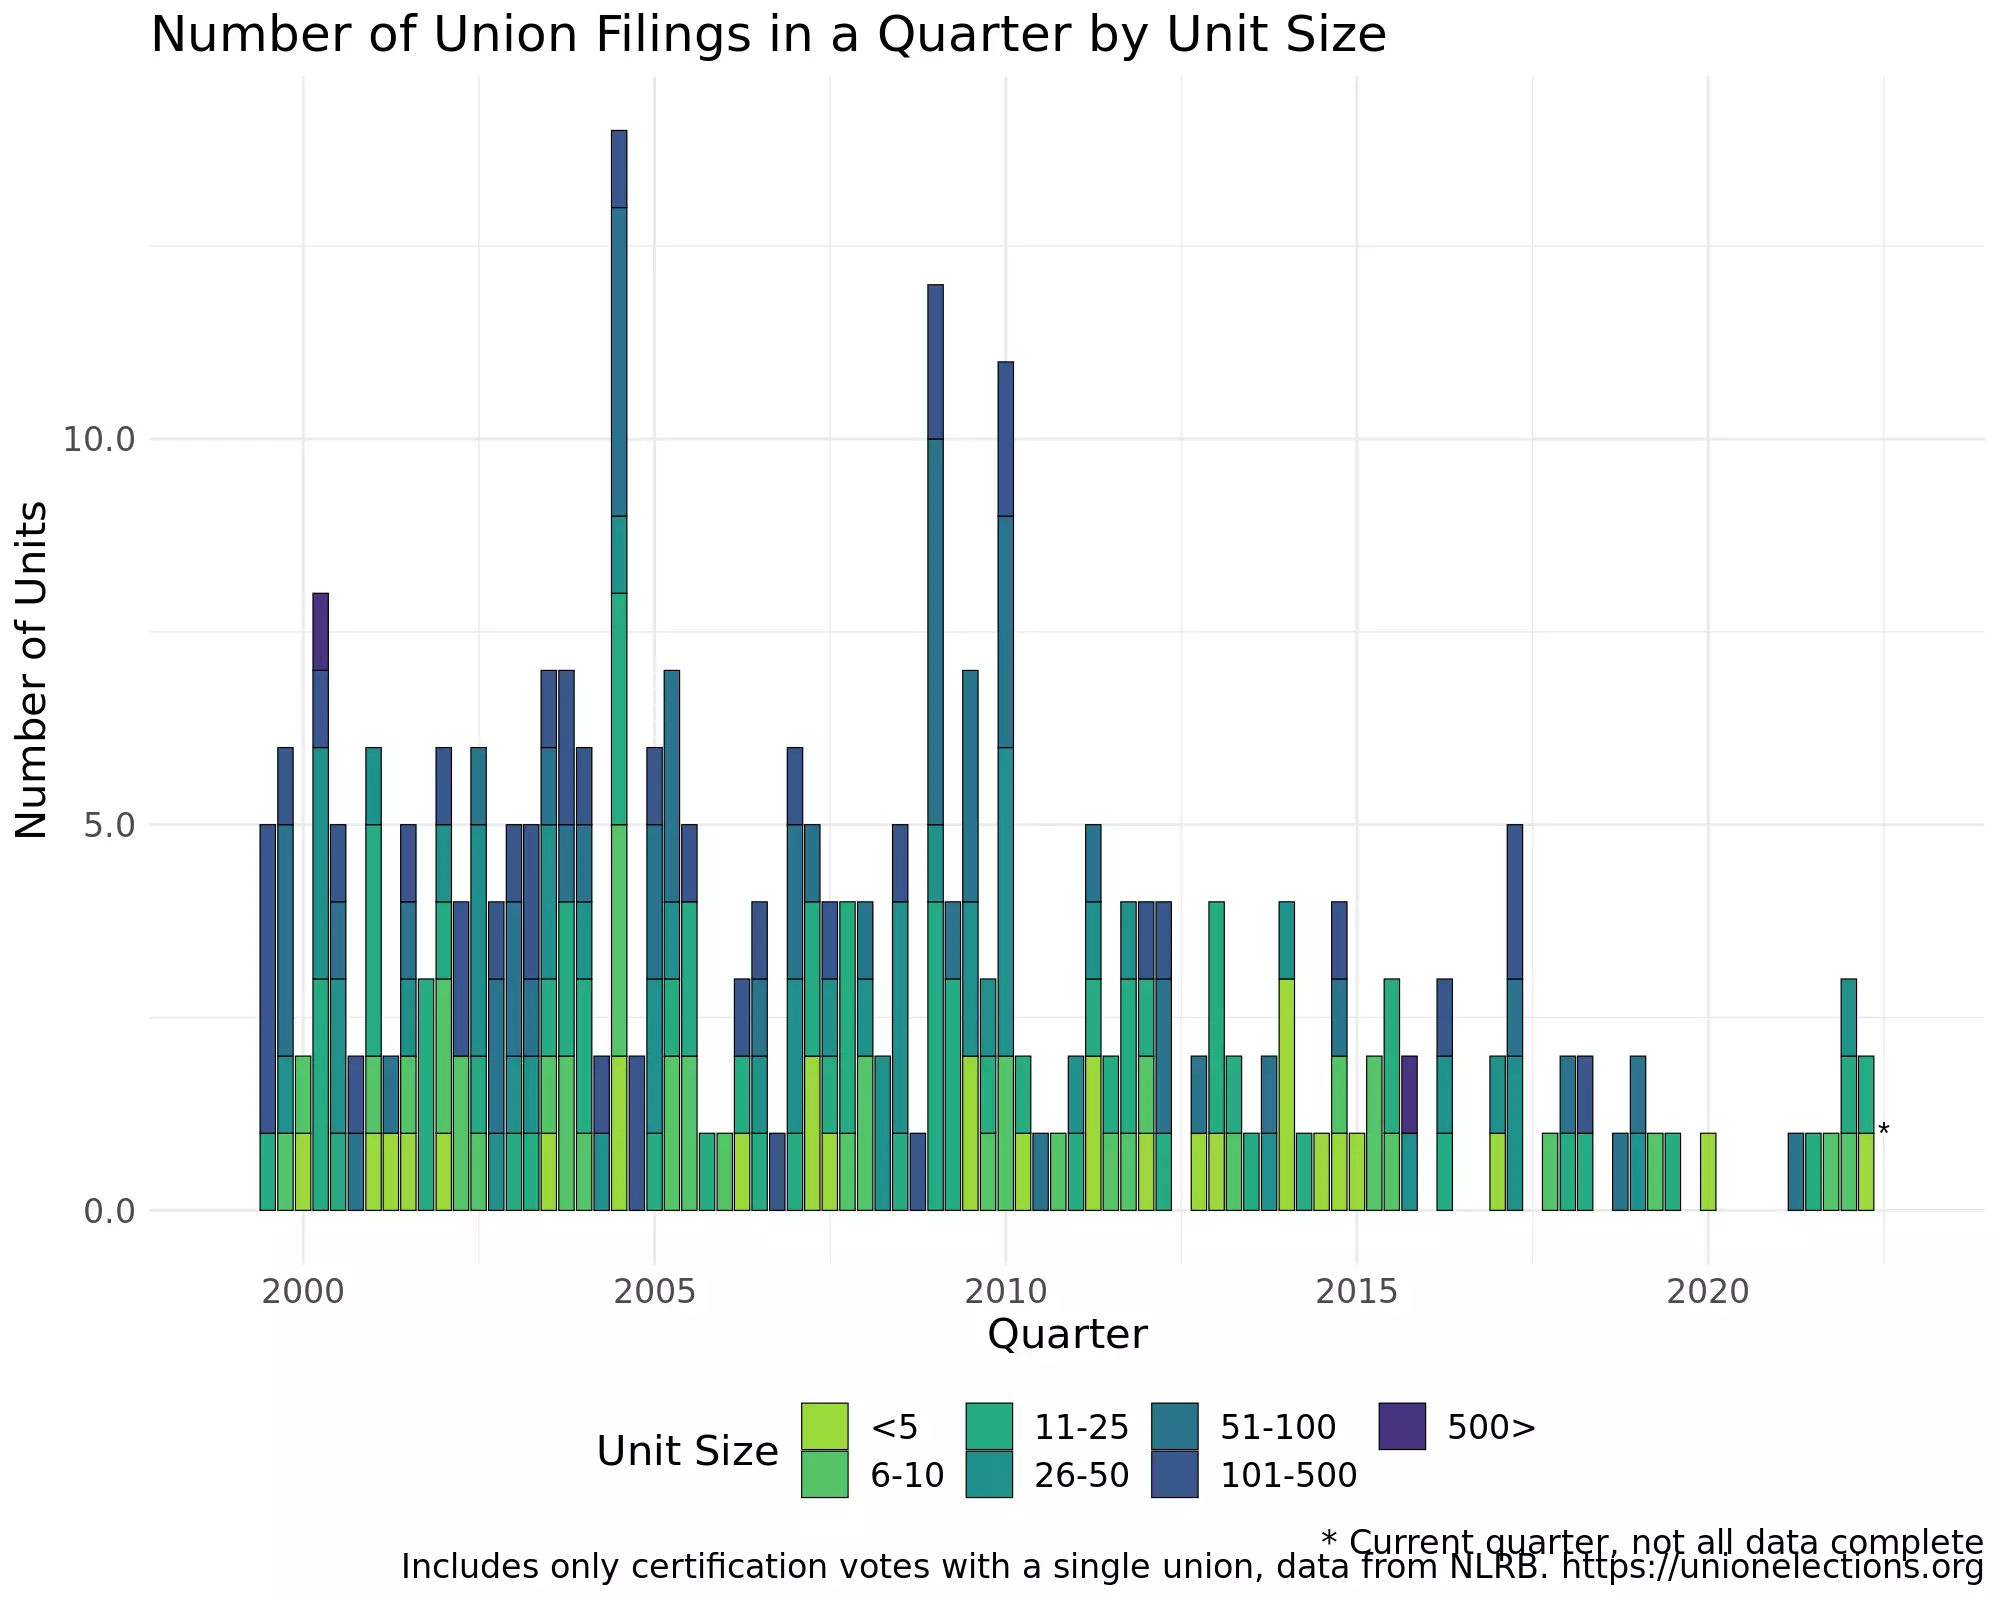 Number of Union Filings in a Quarter by Unit Size
Number of Units
10.0
5.0
0.0
*
2000 2005 2010 2015 2020
Quarter
Unit Size
<5 11-25 51-100 500>
6-10 26-50 101-500
* Current quarter, not all data complete
Includes only certification votes with a single union, data from NLRB. https://unionelections.org